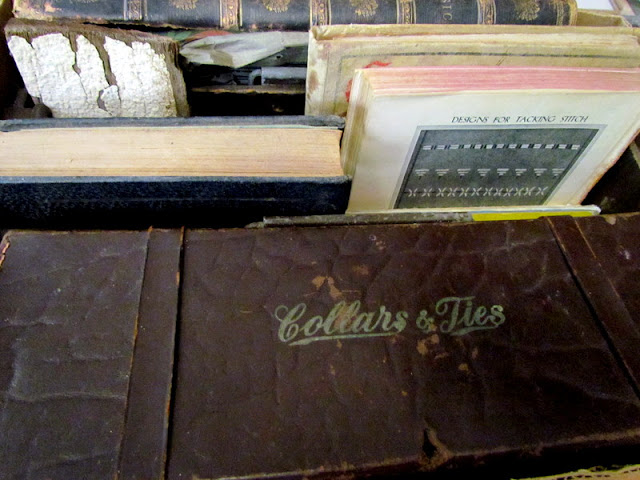 DESIGNS FOR TACKING STITCH
Collars & Ties